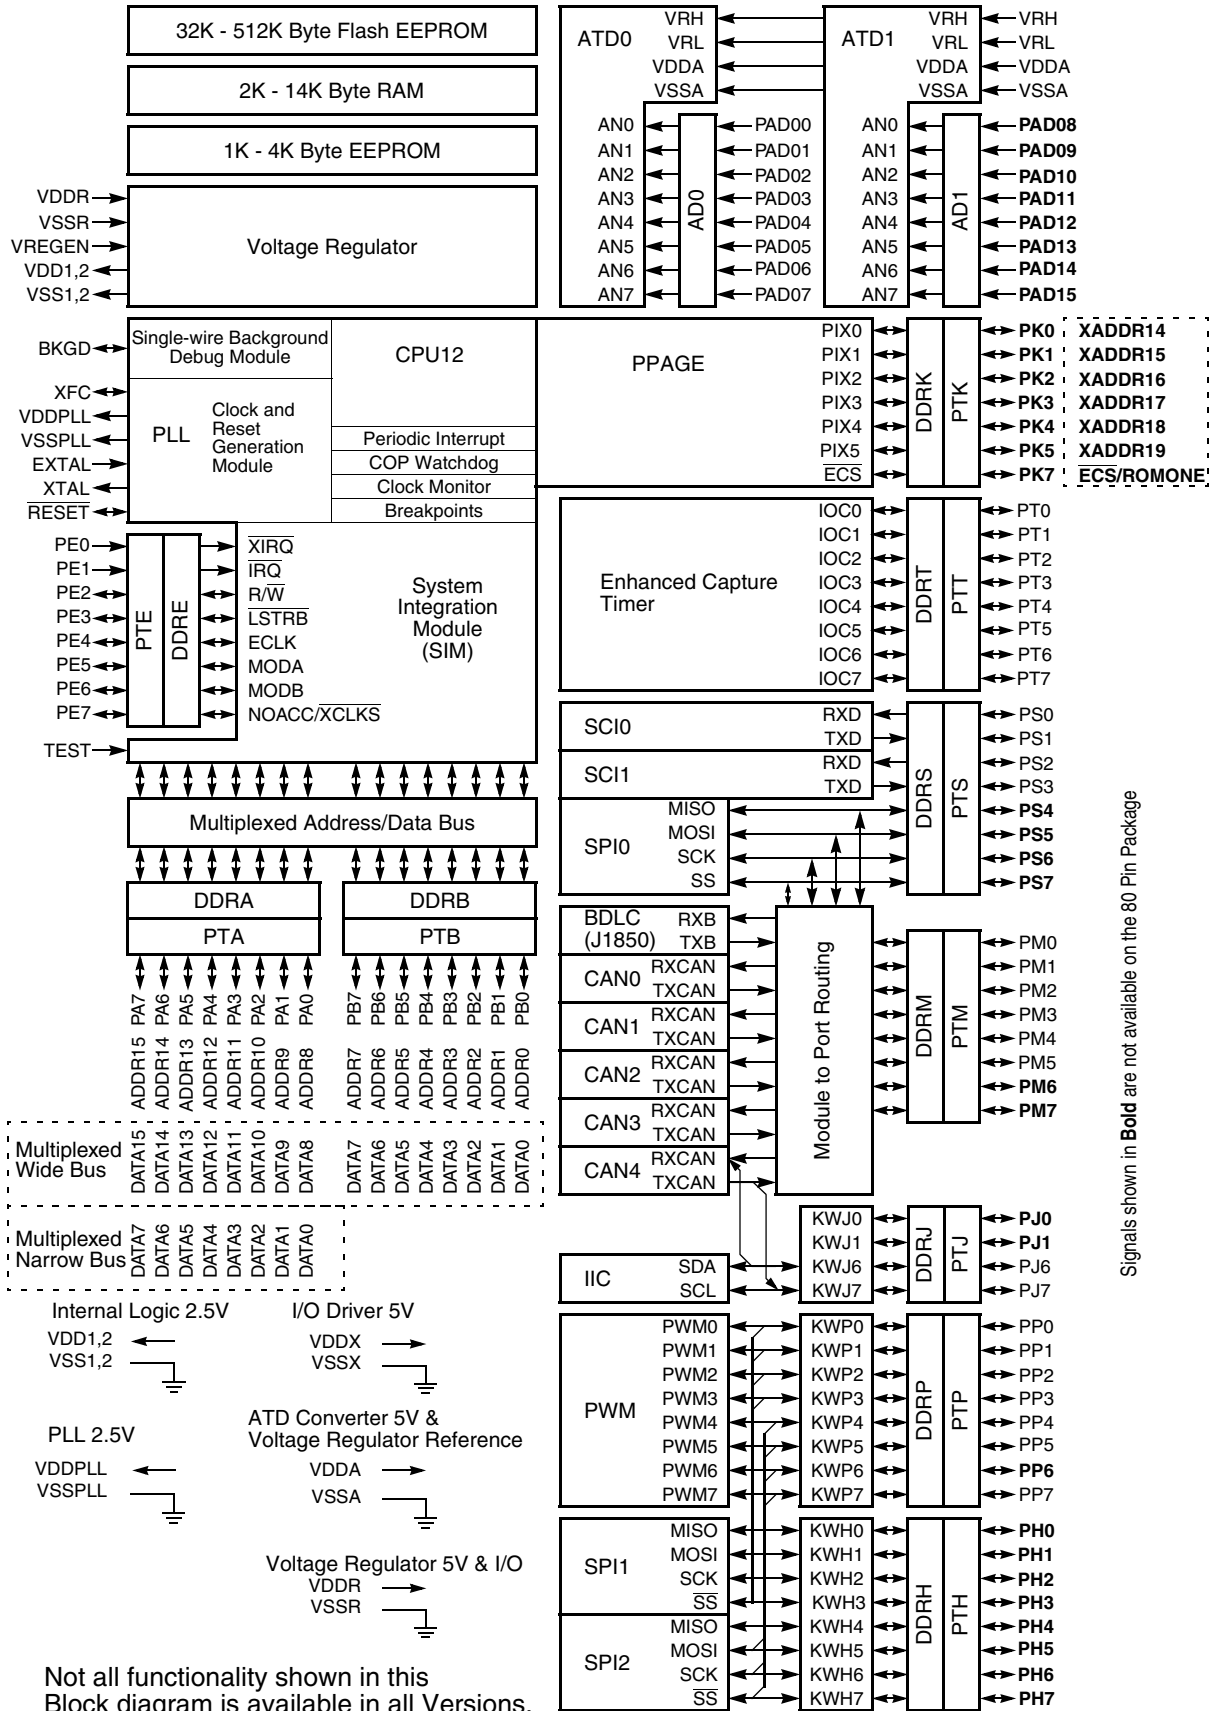 32K - 512K Byte Flash EEPROM
2K - 14K Byte RAM
1K - 4K Byte EEPROM
VDDR
VSSR
VREGEN
VDD1,2
VSS1,2
Voltage Regulator
ATD0
VRH
VRL
VDDA
VSSA
AN0
AN1
AN2
AN3
AN4
AN5
AN6
AN7
AD0
PAD00
PAD01
PAD02
PAD03
PAD04
PAD05
PAD06
PAD07
ATD1
VRH
VRL
VDDA
VSSA
VRH
VRL
VDDA
VSSA
AN0
AN1
AN2
AN3
AN4
AN5
AN6
AN7
AD1
PAD08
PAD09
PAD10
PAD11
PAD12
PAD13
PAD14
PAD15
BKGD
XFC
VDDPLL
VSSPLL
EXTAL
XTAL
RESET
Single-wire Background
Debug Module
CPU12
PLL
Clock and
Reset
Generation
Module
Periodic Interrupt
COP Watchdog
Clock Monitor
Breakpoints
PPAGE
PIX0
PIX1
PIX2
PIX3
PIX4
PIX5
ECS
DDRK
PTK
PK0
PK1
PK2
PK3
PK4
PK5
PK7
XADDR14
XADDR15
XADDR16
XADDR17
XADDR18
XADDR19
ECS/ROMONE
PE0
PE1
PE2
PE3
PE4
PE5
PE6
PE7
TEST
PTE
DDRE
XIRQ
IRQ
R/W
LSTRB
ECLK
MODA
MODB
NOACC/XCLKS
System
Integration
Module
(SIM)
Enhanced Capture
Timer
IOC0
IOC1
IOC2
IOC3
IOC4
IOC5
IOC6
IOC7
DDRT
PTT
PT0
PT1
PT2
PT3
PT4
PT5
PT6
PT7
Multiplexed Address/Data Bus
DDRA
PTA
DDRB
PTB
PA7
PA6
PA5
PA4
PA3
PA2
PA1
PA0
PB7
PB6
PB5
PB4
PB3
PB2
PB1
PB0
ADDR15
ADDR14
ADDR13
ADDR12
ADDR11
ADDR10
ADDR9
ADDR8
ADDR7
ADDR6
ADDR5
ADDR4
ADDR3
ADDR2
ADDR1
ADDR0
Multiplexed
Wide Bus
DATA15
DATA14
DATA13
DATA12
DATA11
DATA10
DATA9
DATA8
DATA7
DATA6
DATA5
DATA4
DATA3
DATA2
DATA1
DATA0
Multiplexed
Narrow Bus
DATA7
DATA6
DATA5
DATA4
DATA3
DATA2
DATA1
DATA0
SCI0
RXD
TXD
SCI1
RXD
TXD
SPI0
MISO
MOSI
SCK
SS
DDRS
PTS
PS0
PS1
PS2
PS3
PS4
PS5
PS6
PS7
BDLC
(J1850)
RXB
TXB
CAN0
RXCAN
TXCAN
CAN1
RXCAN
TXCAN
CAN2
RXCAN
TXCAN
CAN3
RXCAN
TXCAN
CAN4
RXCAN
TXCAN
Module to Port Routing
DDRM
PTM
PM0
PM1
PM2
PM3
PM4
PM5
PM6
PM7
KWJ0
KWJ1
KWJ6
KWJ7
DDRJ
PTJ
PJ0
PJ1
PJ6
PJ7
IIC
SDA
SCL
PWM
PWM0
PWM1
PWM2
PWM3
PWM4
PWM5
PWM6
PWM7
KWP0
KWP1
KWP2
KWP3
KWP4
KWP5
KWP6
KWP7
DDRP
PTP
PP0
PP1
PP2
PP3
PP4
PP5
PP6
PP7
SPI1
MISO
MOSI
SCK
SS
SPI2
MISO
MOSI
SCK
SS
KWH0
KWH1
KWH2
KWH3
KWH4
KWH5
KWH6
KWH7
DDRH
PTH
PH0
PH1
PH2
PH3
PH4
PH5
PH6
PH7
Signals shown in Bold are not available on the 80 Pin Package
Internal Logic 2.5V
VDD1,2
VSS1,2
I/O Driver 5V
VDDX
VSSX
PLL 2.5V
VDDPLL
VSSPLL
ATD Converter 5V &
Voltage Regulator Reference
VDDA
VSSA
Voltage Regulator 5V & I/O
VDDR
VSSR
Not all functionality shown in this
Block diagram is available in all Versions.